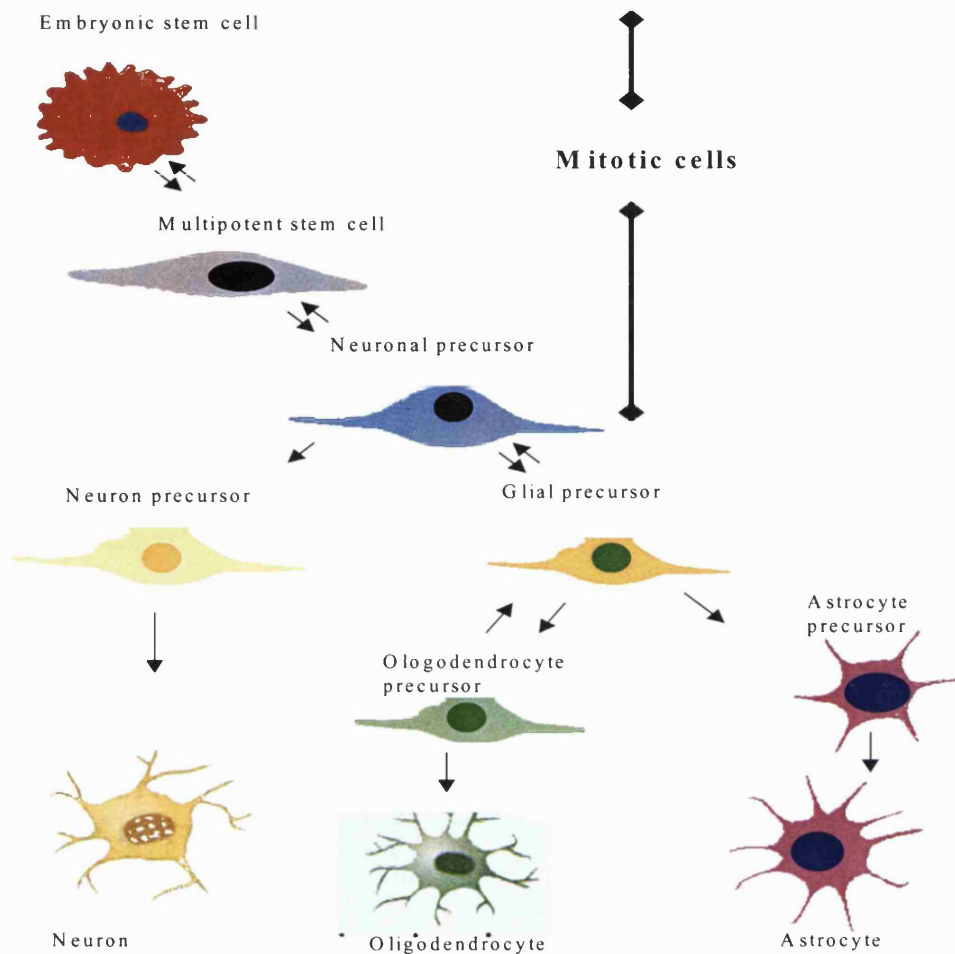 Embryonic stem cell
Mitotic cells
Multipotent stem cell
Neuronal precursor
Neuron precursor
Glial precursor
Astrocyte
precursor
Ologodendrocyte
precursor
Neuron
Oligodendrocyte
Astrocyte